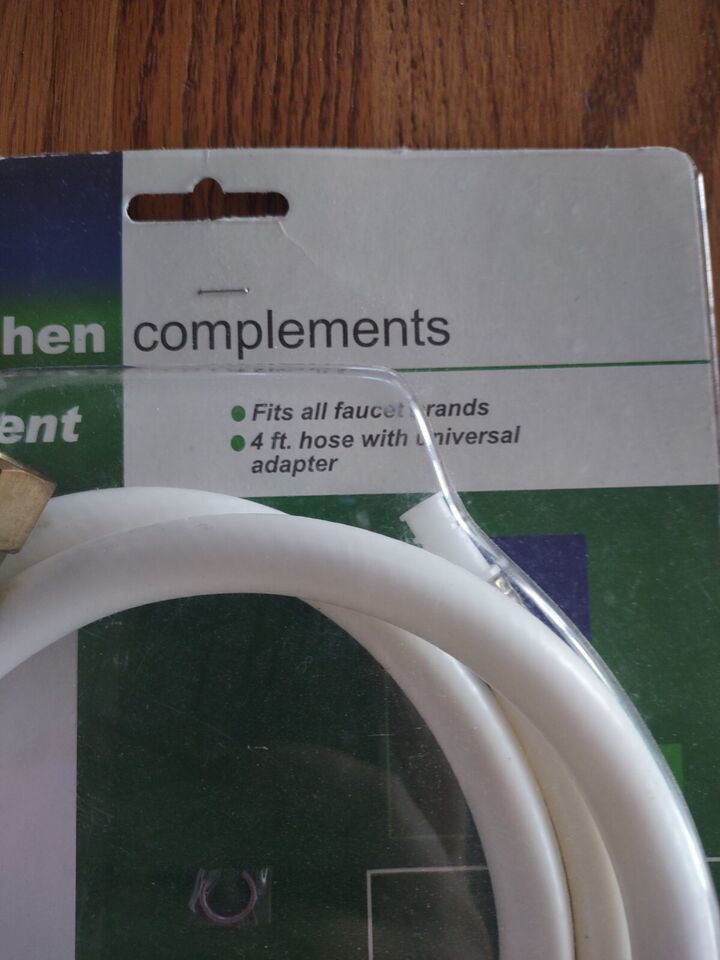 hen complements
ent
Fits all faucet brands
4 ft. hose with universal
adapter